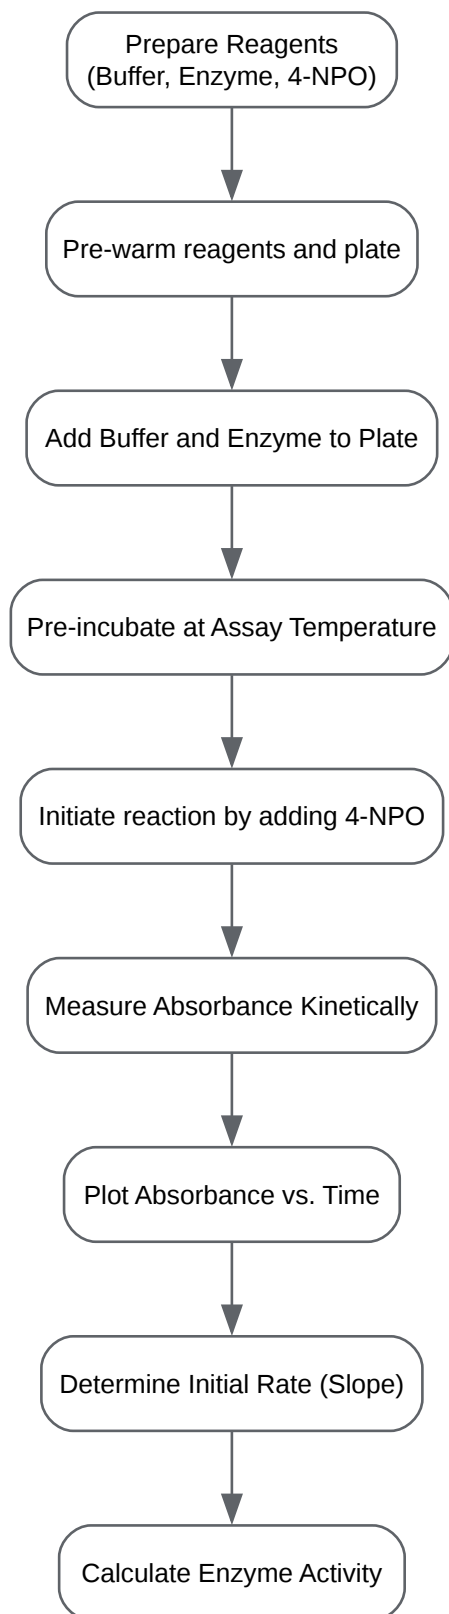 Prepare Reagents
(Buffer, Enzyme, 4-NPO)
Pre-warm reagents and plate
Add Buffer and Enzyme to Plate
Pre-incubate at Assay Temperature
Initiate reaction by adding 4-NPO
Measure Absorbance Kinetically
Plot Absorbance vs. Time
Determine Initial Rate (Slope)
Calculate Enzyme Activity